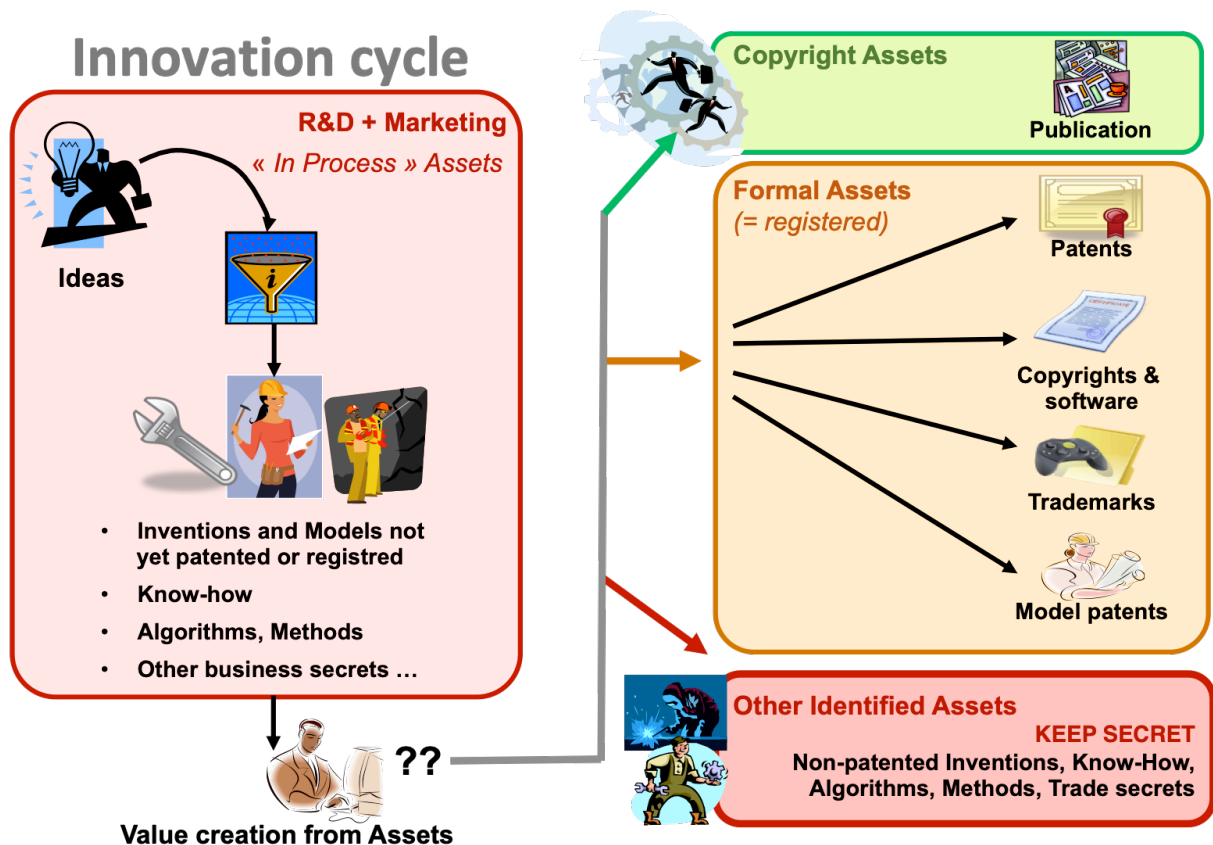 Innovation cycle
R&D + Marketing
« In Process » Assets
Ideas
i
• Inventions and Models not
yet patented or registred
• Know-how
• Algorithms, Methods
• Other business secrets …
??
Value creation from Assets
Copyright Assets
Publication
Formal Assets
(= registered)
Patents
CERTIFICATE
Copyrights &
software
Trademarks
Model patents
Other Identified Assets
KEEP SECRET
Non-patented Inventions, Know-How,
Algorithms, Methods, Trade secrets